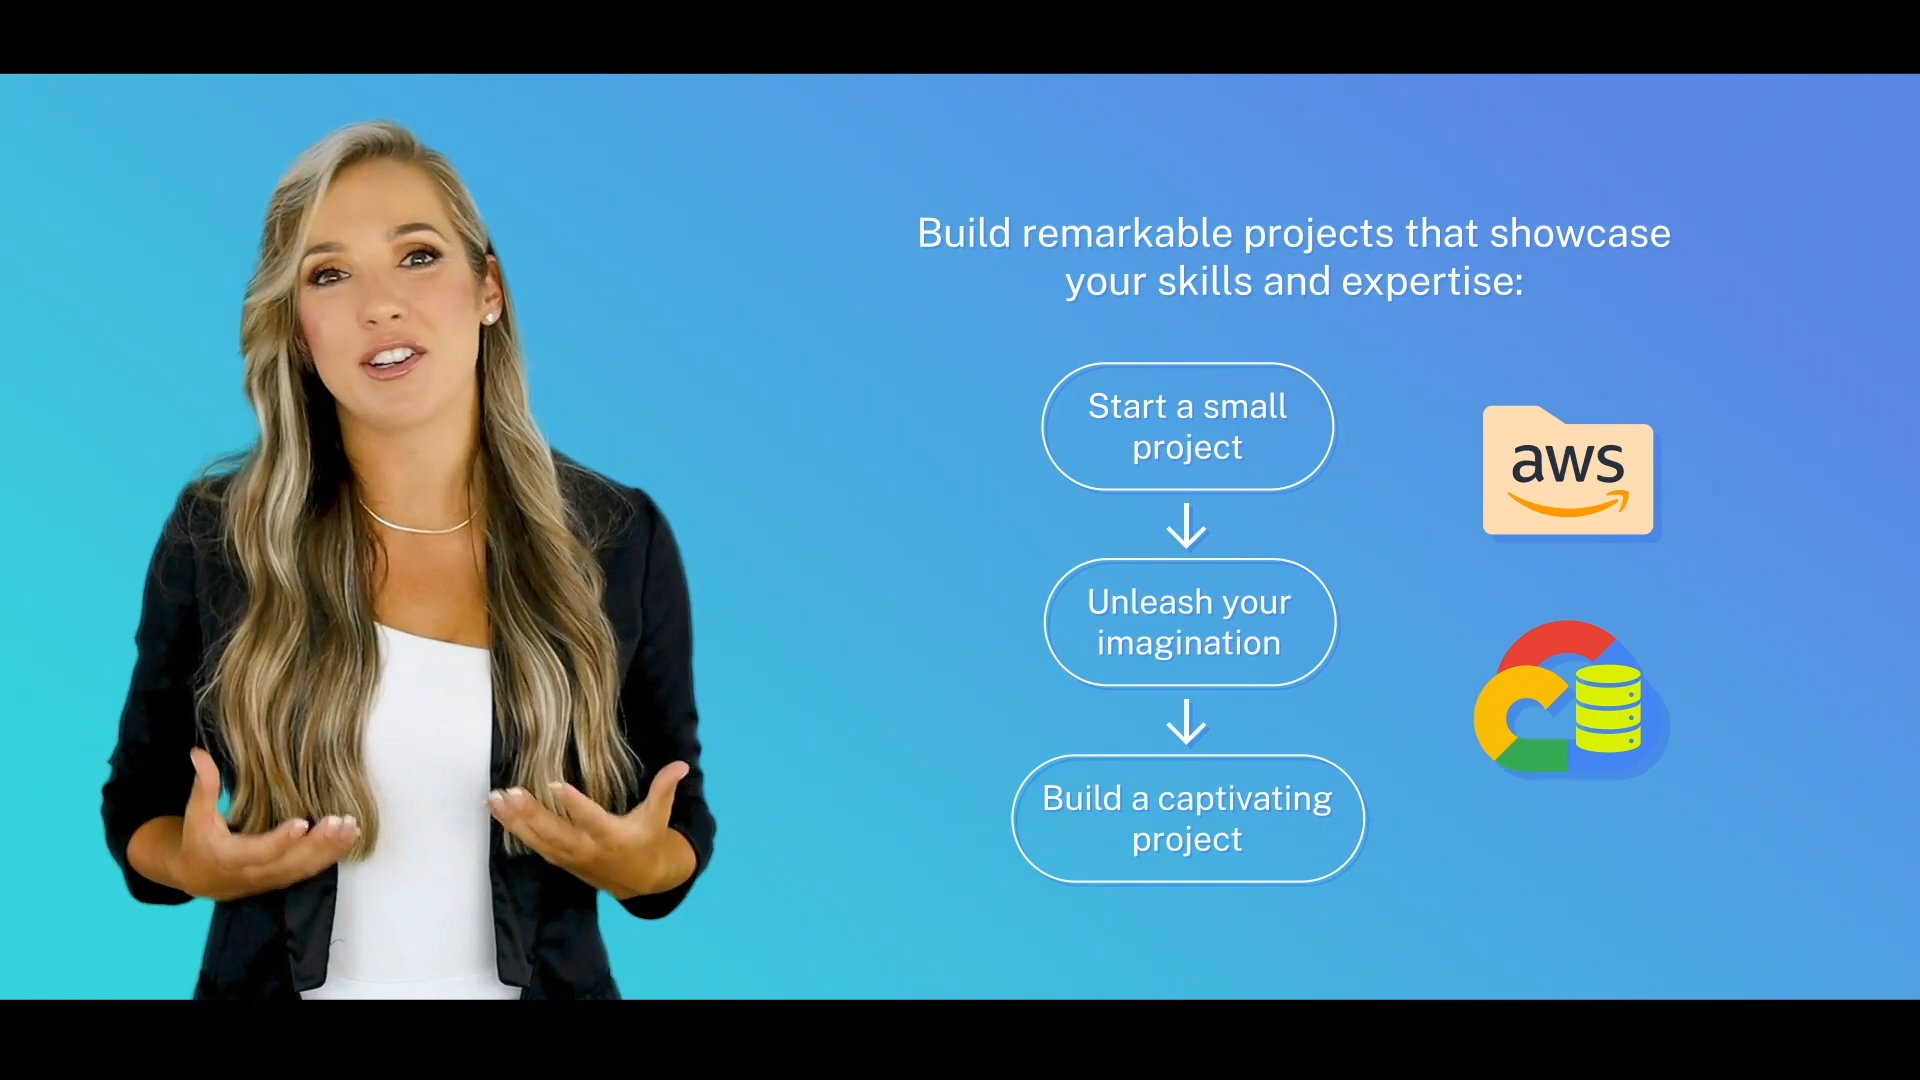 Build remarkable projects that showcase
your skills and expertise:
Start a small
project
aws
Unleash your
imagination
Build a captivating
project